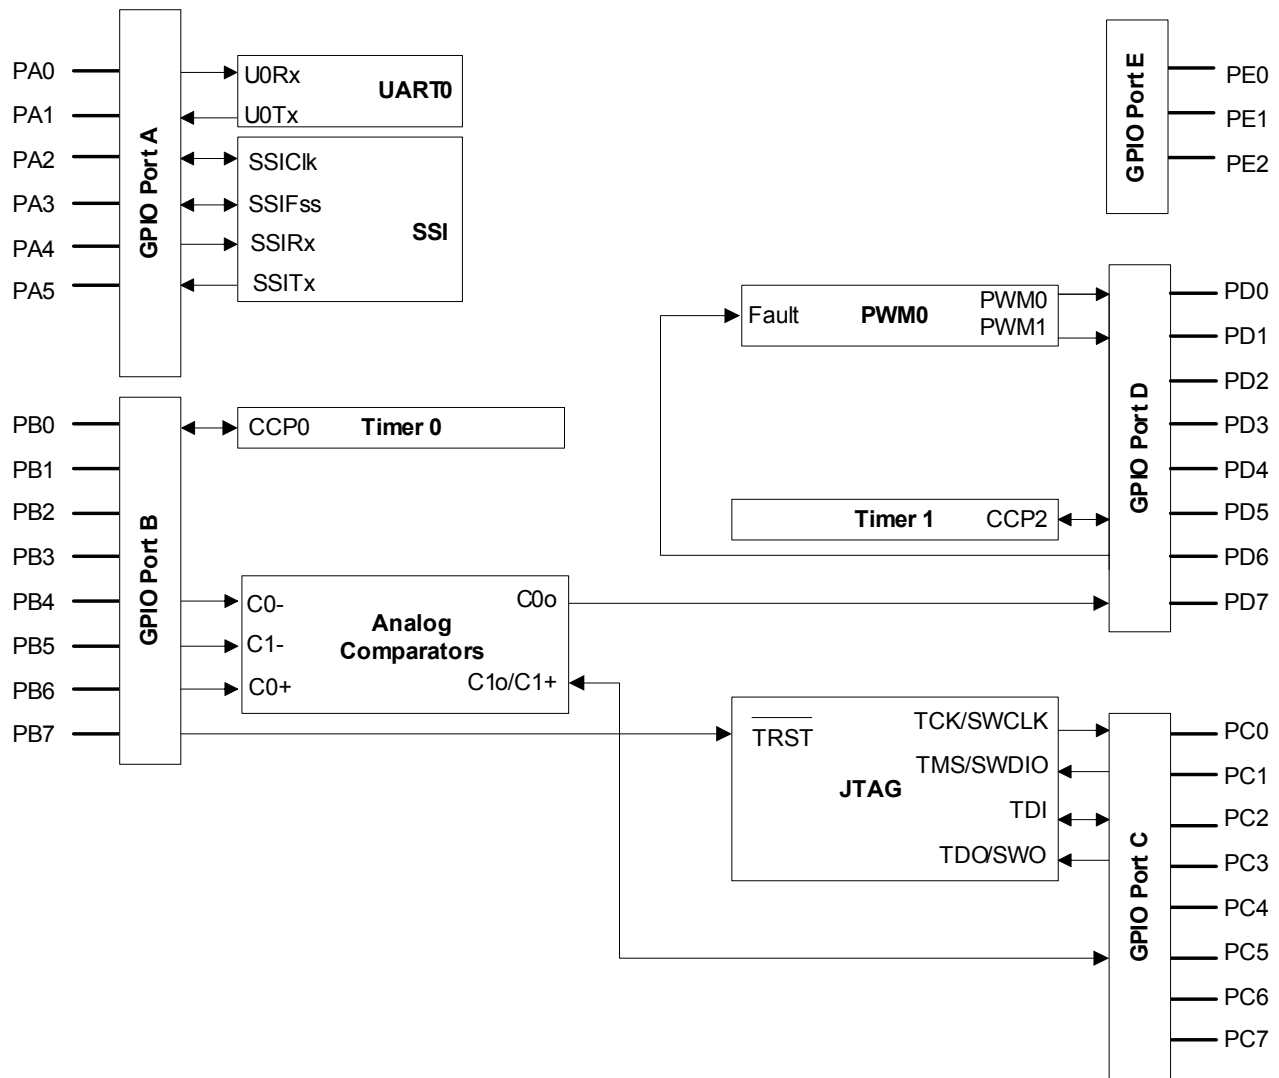 PA0
PA1
PA2
PA3
PA4
PA5
GPIO Port A
U0Rx
U0Tx
UART0
SSIClk
SSIFss
SSIRx
SSITx
SSI
GPIO Port E
PE0
PE1
PE2
Fault
PWM0
PWM0
PWM1
GPIO Port D
PD0
PD1
PD2
PD3
PD4
PD5
PD6
PD7
Timer 1
CCP2
PB0
PB1
PB2
PB3
PB4
PB5
PB6
PB7
GPIO Port B
CCP0
Timer 0
C0-
C1-
C0+
Analog
Comparators
C0o
C1o/C1+
TRST
JTAG
TCK/SWCLK
TMS/SWDIO
TDI
TDO/SWO
GPIO Port C
PC0
PC1
PC2
PC3
PC4
PC5
PC6
PC7